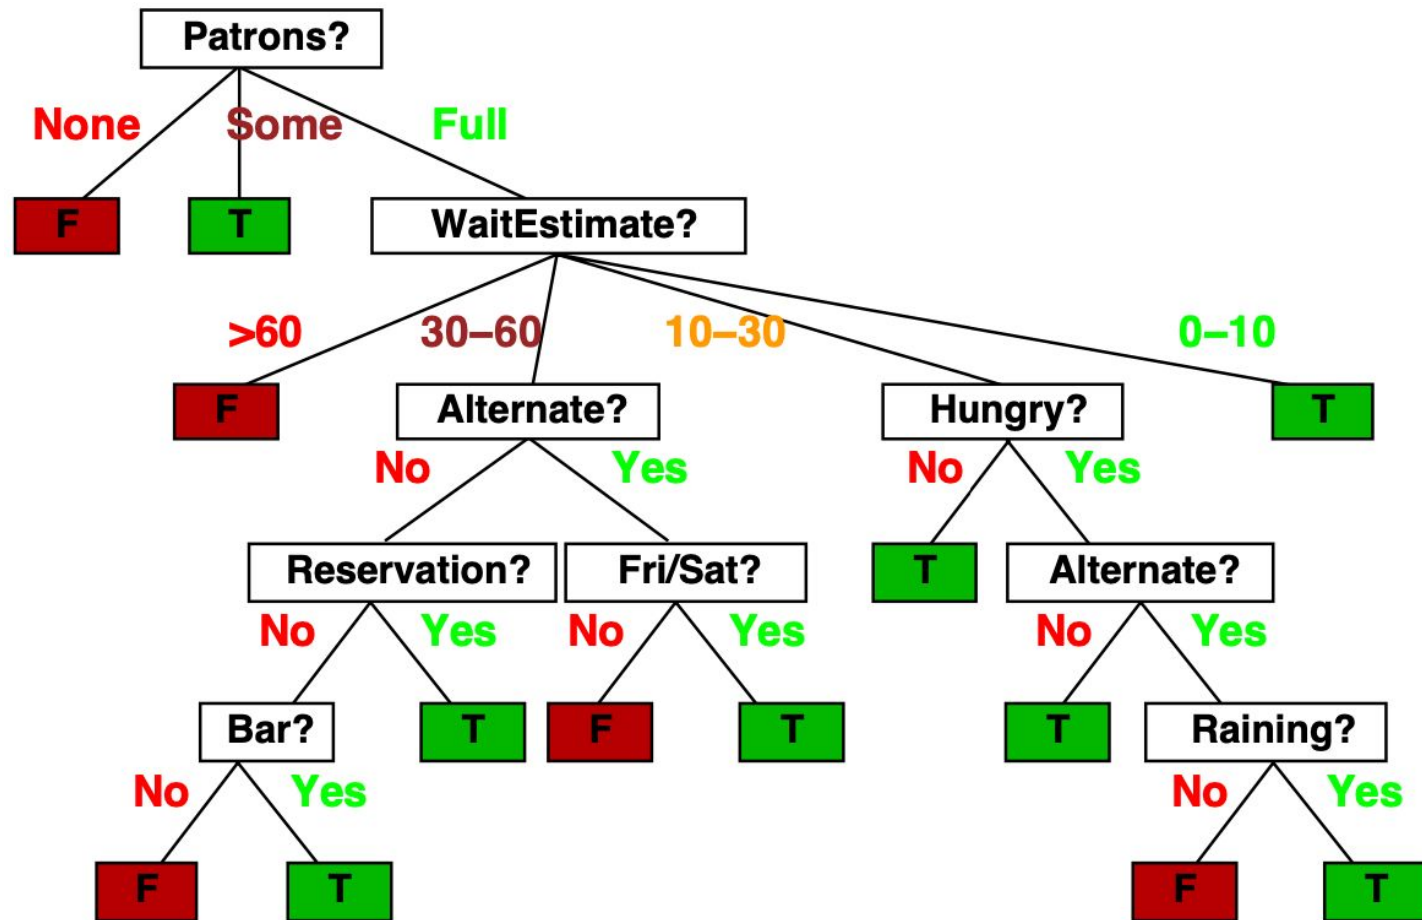 Patrons?
None Some Full
F T WaitEstimate?
>60 30–60 10–30 0–10
F Alternate? Hungry? T
No Yes No Yes
Reservation? Fri/Sat? T Alternate?
No Yes No Yes No Yes
Bar? T F T T Raining?
No Yes No Yes
F T F T